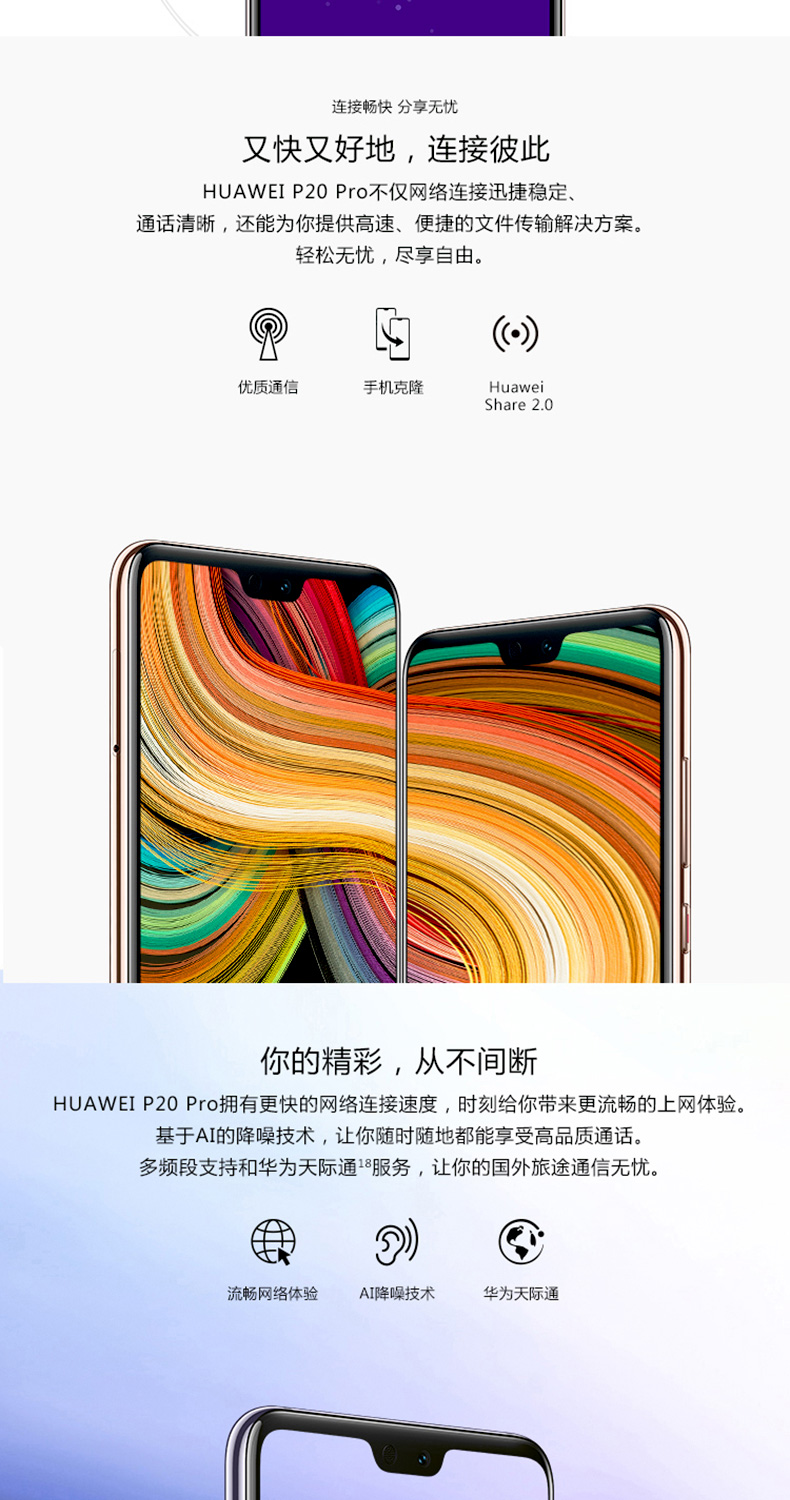 连接畅快 分享无忧
又快又好地，连接彼此
HUAWEI P20 Pro不仅网络连接迅捷稳定、
通话清晰，还能为你提供高速、便捷的文件传输解决方案。
轻松无忧，尽享自由。
优质通信
手机克隆
Huawei
Share 2.0
你的精彩，从不间断
HUAWEI P20 Pro拥有更快的网络连接速度，时刻给你带来更流畅的上网体验。
基于AI的降噪技术，让你随时随地都能享受高品质通话。
多频段支持和华为天际通18服务，让你的国外旅途通信无忧。
流畅网络体验
AI降噪技术
华为天际通